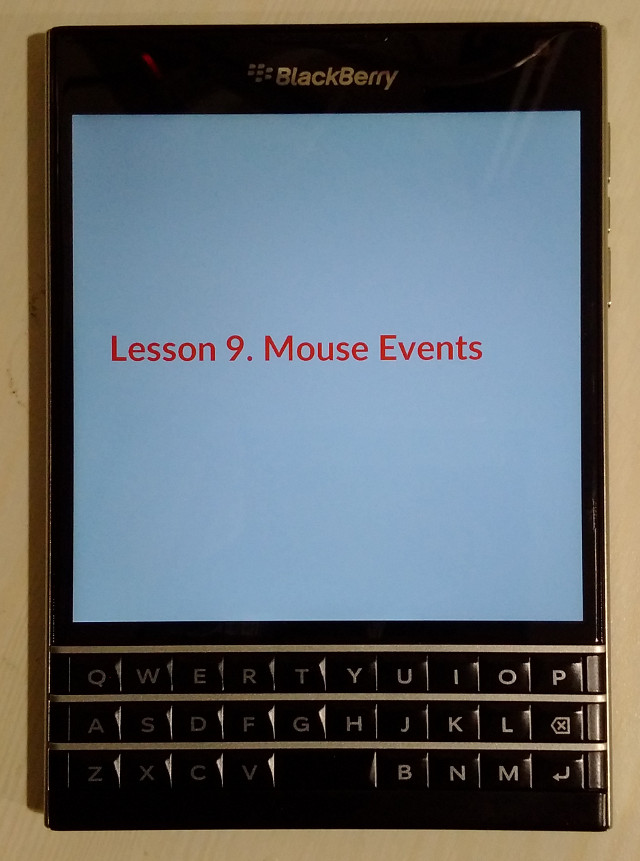 BlackBerry
Lesson 9. Mouse Events
Q W E R T Y U I O P
A S D F G H J K L
Z X C V B N M